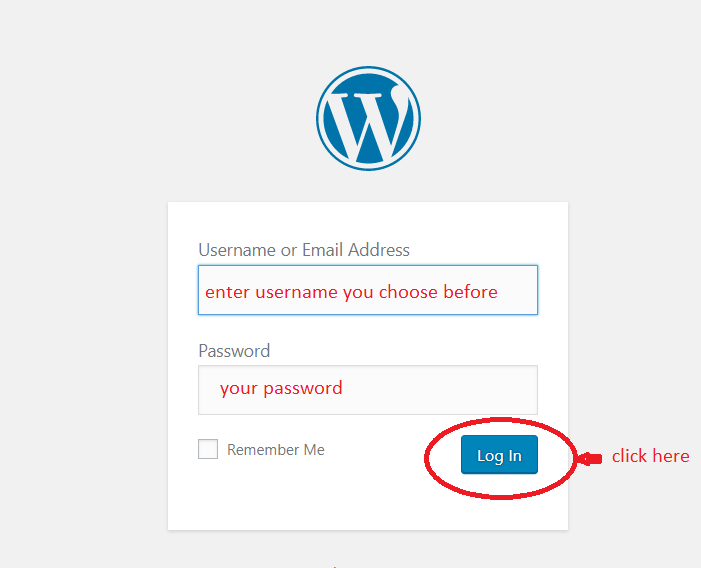 Username or Email Address
enter username you choose before
Password
your password
Remember Me
Log In
click here